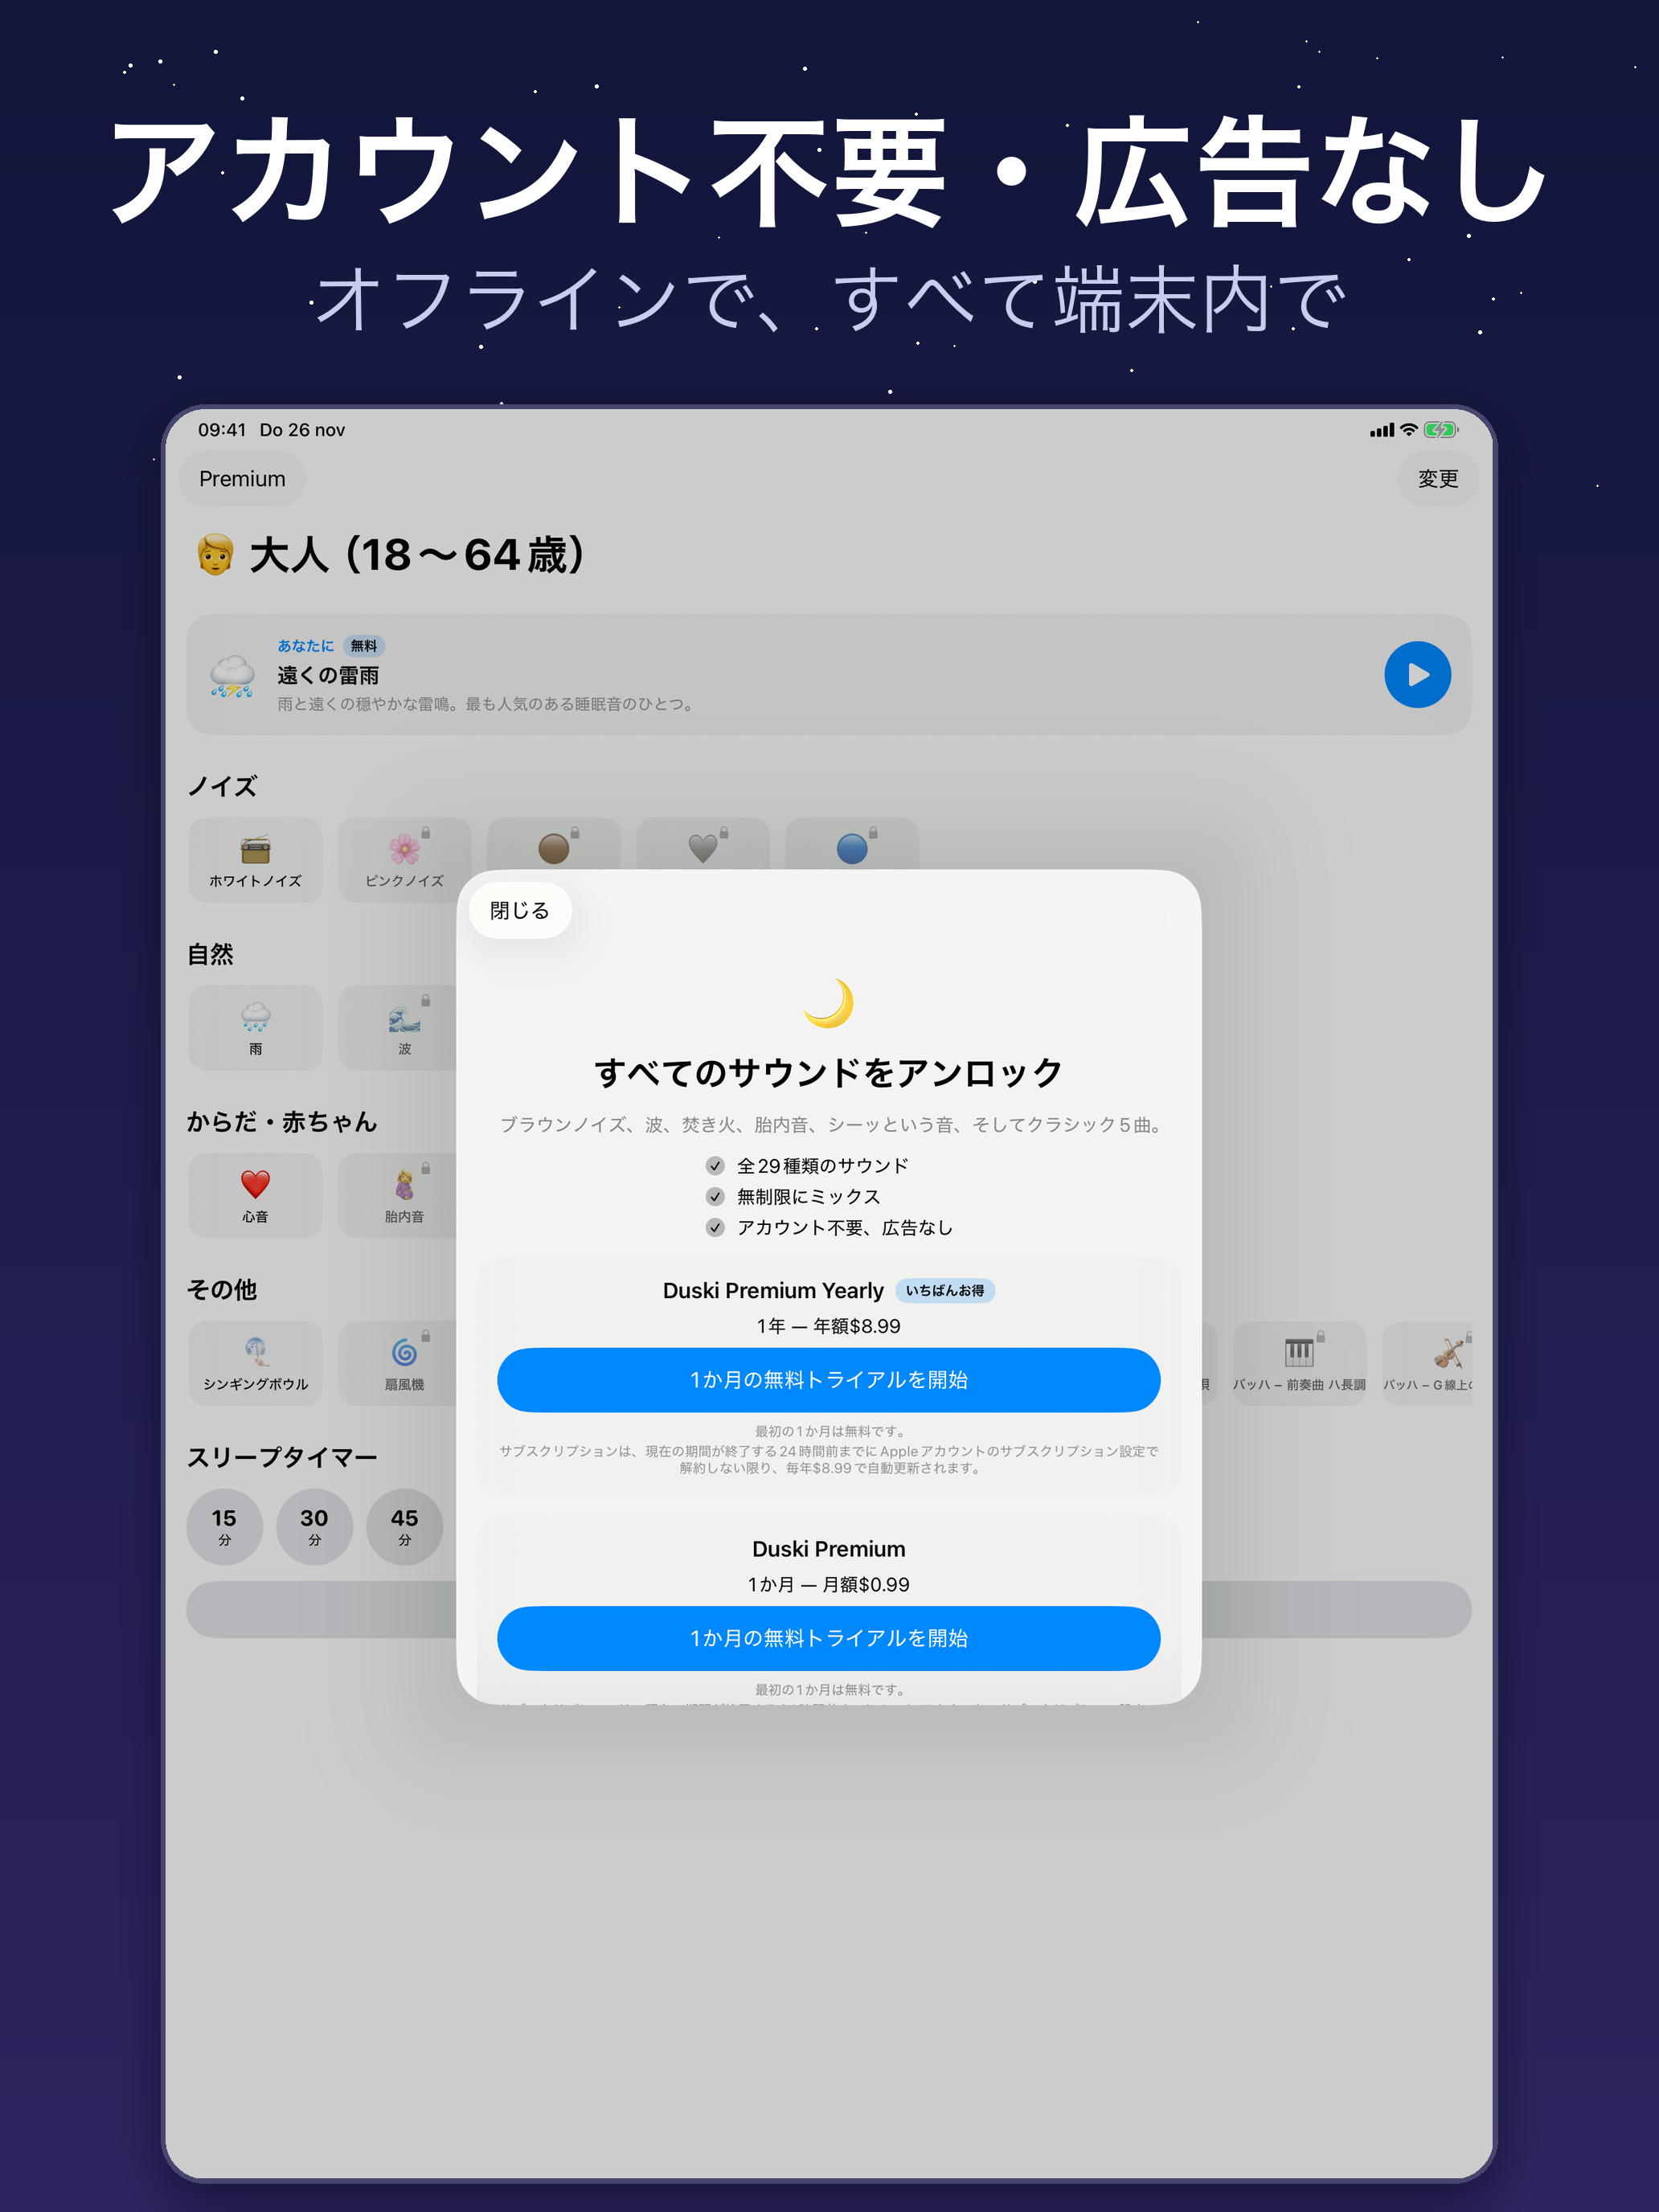 アカウント不要・広告なし
オフラインで、すべて端末内で
09:41 Do 26 nov
Premium
変更
大人（18〜64歳）
あなたに 無料
遠くの雷雨
雨と遠くの穏やかな雷鳴。最も人気のある睡眠音のひとつ。
ノイズ
ホワイトノイズ
ピンクノイズ
自然
雨
波
からだ・赤ちゃん
心音
胎内音
その他
シンギングボウル
扇風機
バッハ – 前奏曲 ハ長調
バッハ – G線上
スリープタイマー
15
分
30
分
45
分
閉じる
すべてのサウンドをアンロック
ブラウンノイズ、波、焚き火、胎内音、シーッという音、そしてクラシック5曲。
全29種類のサウンド
無制限にミックス
アカウント不要、広告なし
Duski Premium Yearly いちばんお得
1年 — 年額$8.99
1か月の無料トライアルを開始
最初の1か月は無料です。
サブスクリプションは、現在の期間が終了する24時間前までにAppleアカウントのサブスクリプション設定で
解約しない限り、毎年$8.99で自動更新されます。
Duski Premium
1か月 — 月額$0.99
1か月の無料トライアルを開始
最初の1か月は無料です。